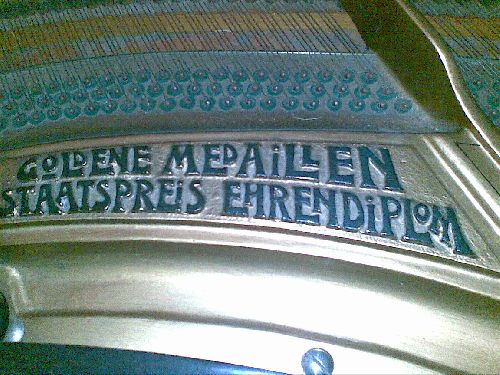 GOLDENE MEDAiLLEN
STAATSPREiS EHRENDiPLOM